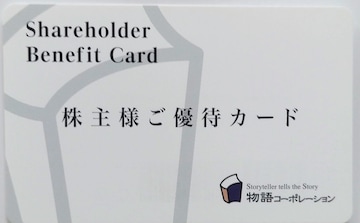 Shareholder
Benefit Card
株主様ご優待カード
Storyteller tells the Story
物語コーポレーション